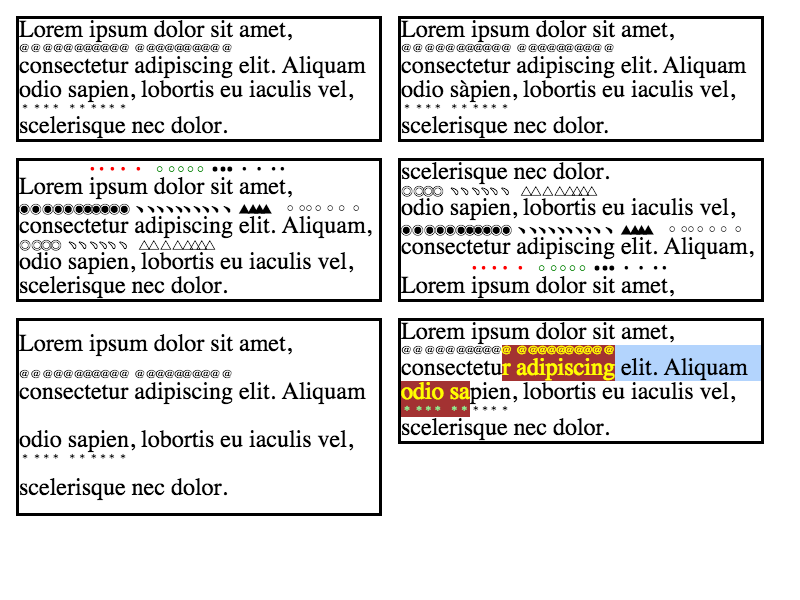 Lorem ipsum dolor sit amet,
consectetur adipiscing elit. Aliquam
odio sapien, lobortis eu iaculis vel,
scelerisque nec dolor.
Lorem ipsum dolor sit amet,
consectetur adipiscing elit. Aliquam
odio sàpien, lobortis eu iaculis vel,
scelerisque nec dolor.
Lorem ipsum dolor sit amet,
consectetur adipiscing elit. Aliquam,
odio sapien, lobortis eu iaculis vel,
scelerisque nec dolor.
scelerisque nec dolor.
odio sapien, lobortis eu iaculis vel,
consectetur adipiscing elit. Aliquam,
Lorem ipsum dolor sit amet,
Lorem ipsum dolor sit amet,
consectetur adipiscing elit. Aliquam
odio sapien, lobortis eu iaculis vel,
scelerisque nec dolor.
Lorem ipsum dolor sit amet,
consectetur adipiscing elit. Aliquam
odio sapien, lobortis eu iaculis vel,
scelerisque nec dolor.